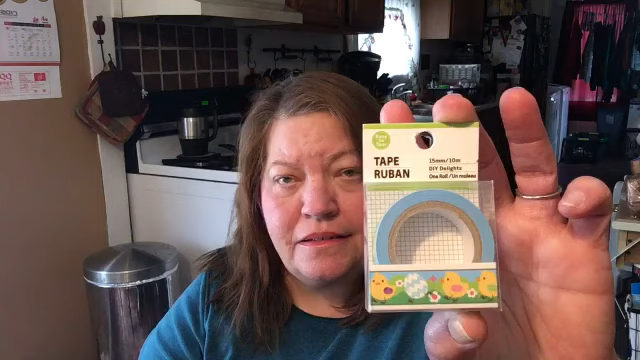 TAPE
RUBAN
15mm/10m
DIY Delights
One Roll / Un rouleau